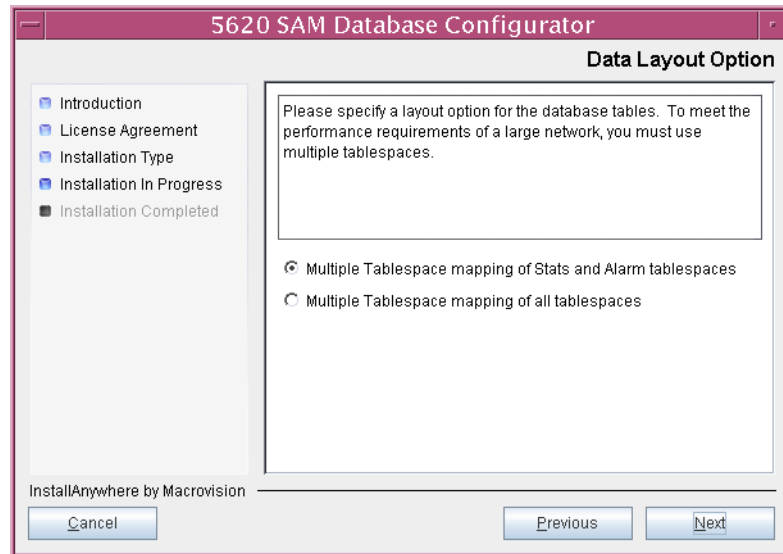 5620 SAM Database Configurator
Data Layout Option
Introduction
License Agreement
Installation Type
Installation In Progress
Installation Completed
Please specify a layout option for the database tables. To meet the
performance requirements of a large network, you must use
multiple tablespaces.
Multiple Tablespace mapping of Stats and Alarm tablespaces
Multiple Tablespace mapping of all tablespaces
InstallAnywhere by Macrovision
Cancel
Previous
Next